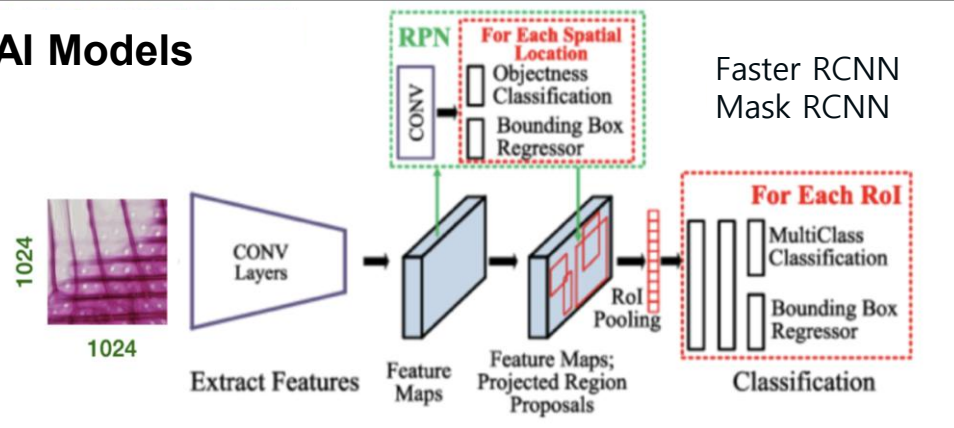 AI Models
RPN
For Each Spatial
Location
CONV
Objectness
Classification
Bounding Box
Regressor
Faster RCNN
Mask RCNN
1024
1024
CONV
Layers
Extract Features
Feature
Maps
Feature Maps;
Projected Region
Proposals
RoI
Pooling
For Each RoI
MultiClass
Classification
Bounding Box
Regressor
Classification